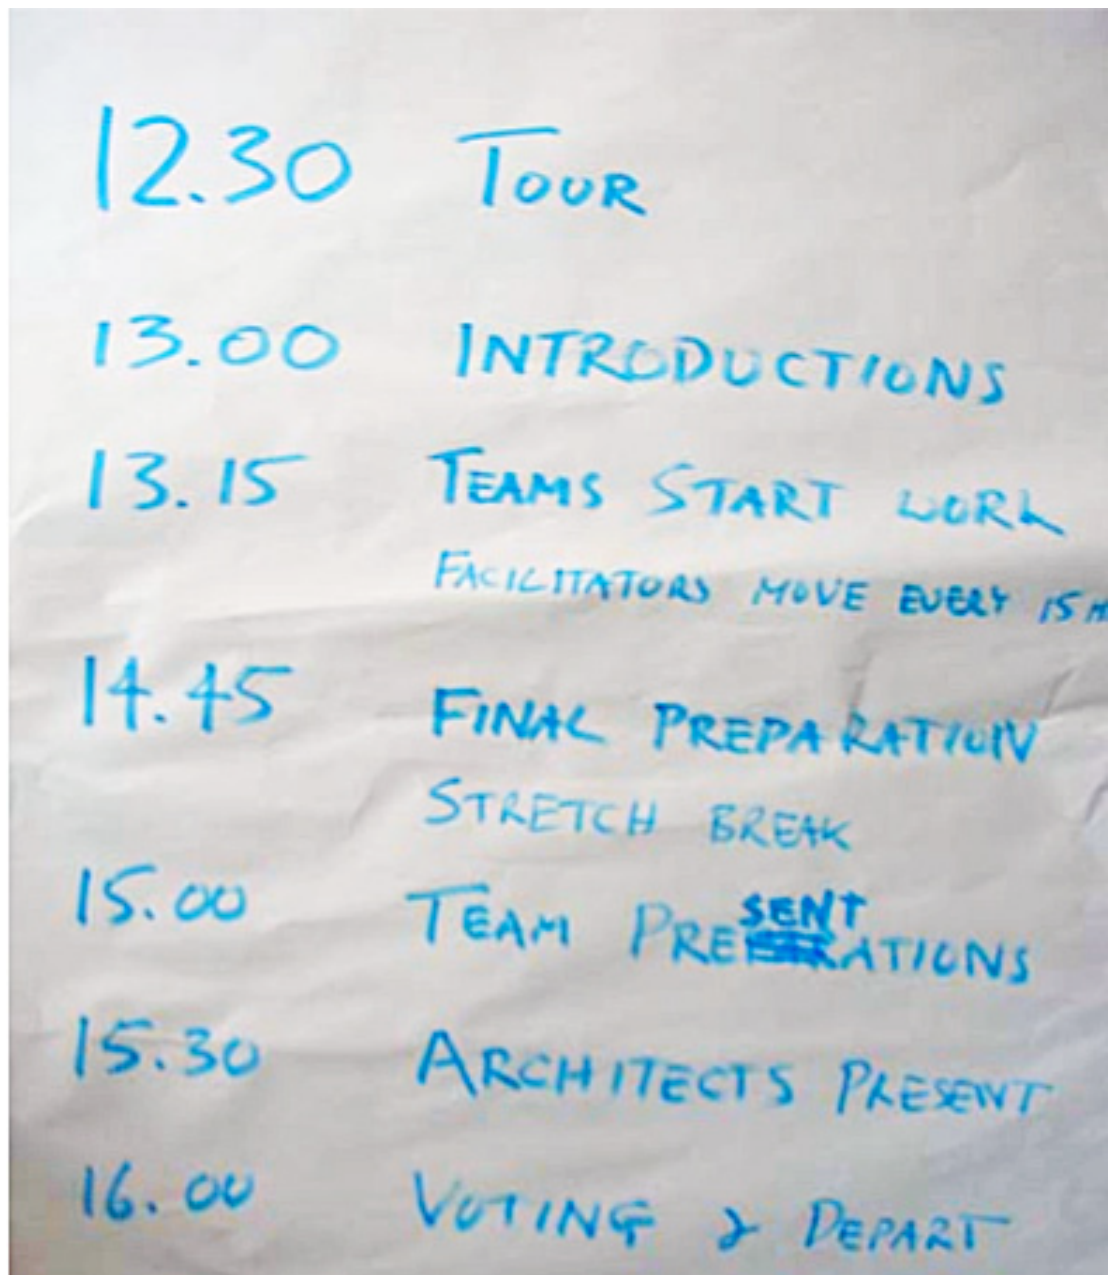 12.30 TOUR
13.00 INTRODUCTIONS
13.15 TEAMS START WORK
FACILITATORS MOVE EVERY 15 M
14.45 FINAL PREPARATION
STRETCH BREAK
15.00 TEAM PRESENTATIONS
15.30 ARCHITECTS PRESENT
16.00 VOTING & DEPART